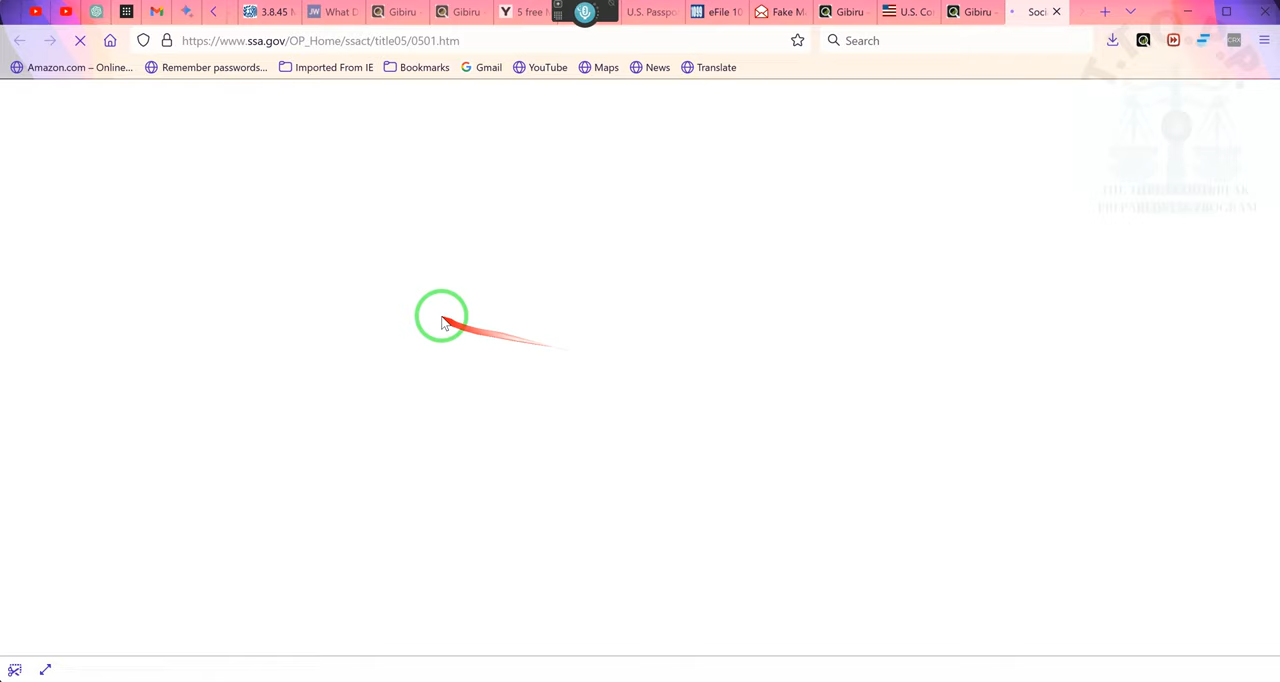 3.8.45
What D
Gibiru
Gibiru
5 free
U.S. Passpo
eFile 10
Fake M
Gibiru -
U.S. Co
Gibiru -
Soci
https://www.ssa.gov/OP_Home/ssact/title05/0501.htm
Search
Amazon.com – Online...
Remember passwords...
Imported From IE
Bookmarks
Gmail
YouTube
Maps
News
Translate
T.T.O.P.P.
PREPAREDNESS PROGRAM